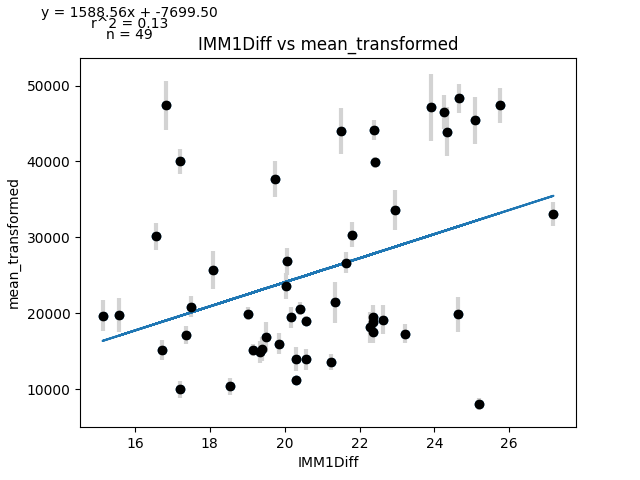 y = 1588.56x + -7699.50
r^2 = 0.13
n = 49
IMM1Diff vs mean_transformed
50000
40000
30000
20000
10000
mean_transformed
16 18 20 22 24 26
IMM1Diff